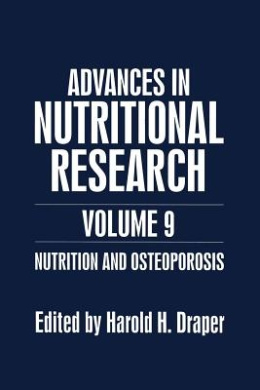 ADVANCES IN
NUTRITIONAL
RESEARCH
VOLUME 9
NUTRITION AND OSTEOPOROSIS
Edited by Harold H. Draper